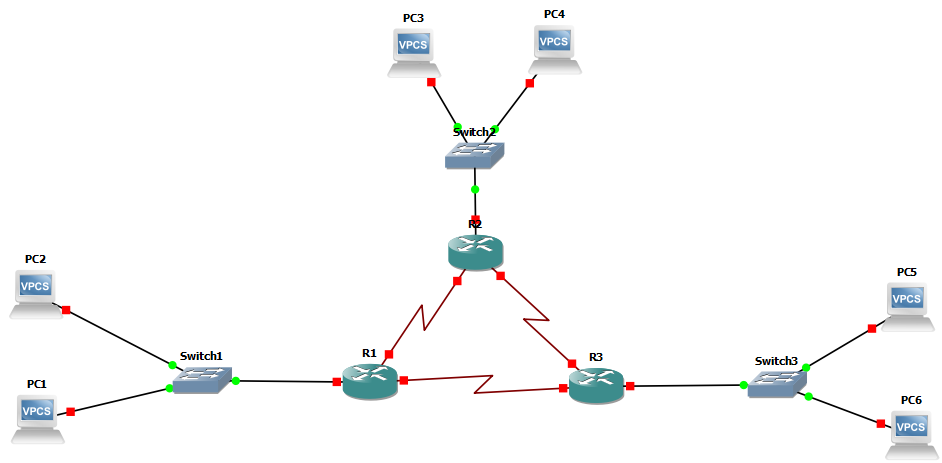 PC3
PC4
VPCS
VPCS
Switch2
R2
PC2
VPCS
PC5
VPCS
Switch1
R1
R3
Switch3
PC1
VPCS
PC6
VPCS